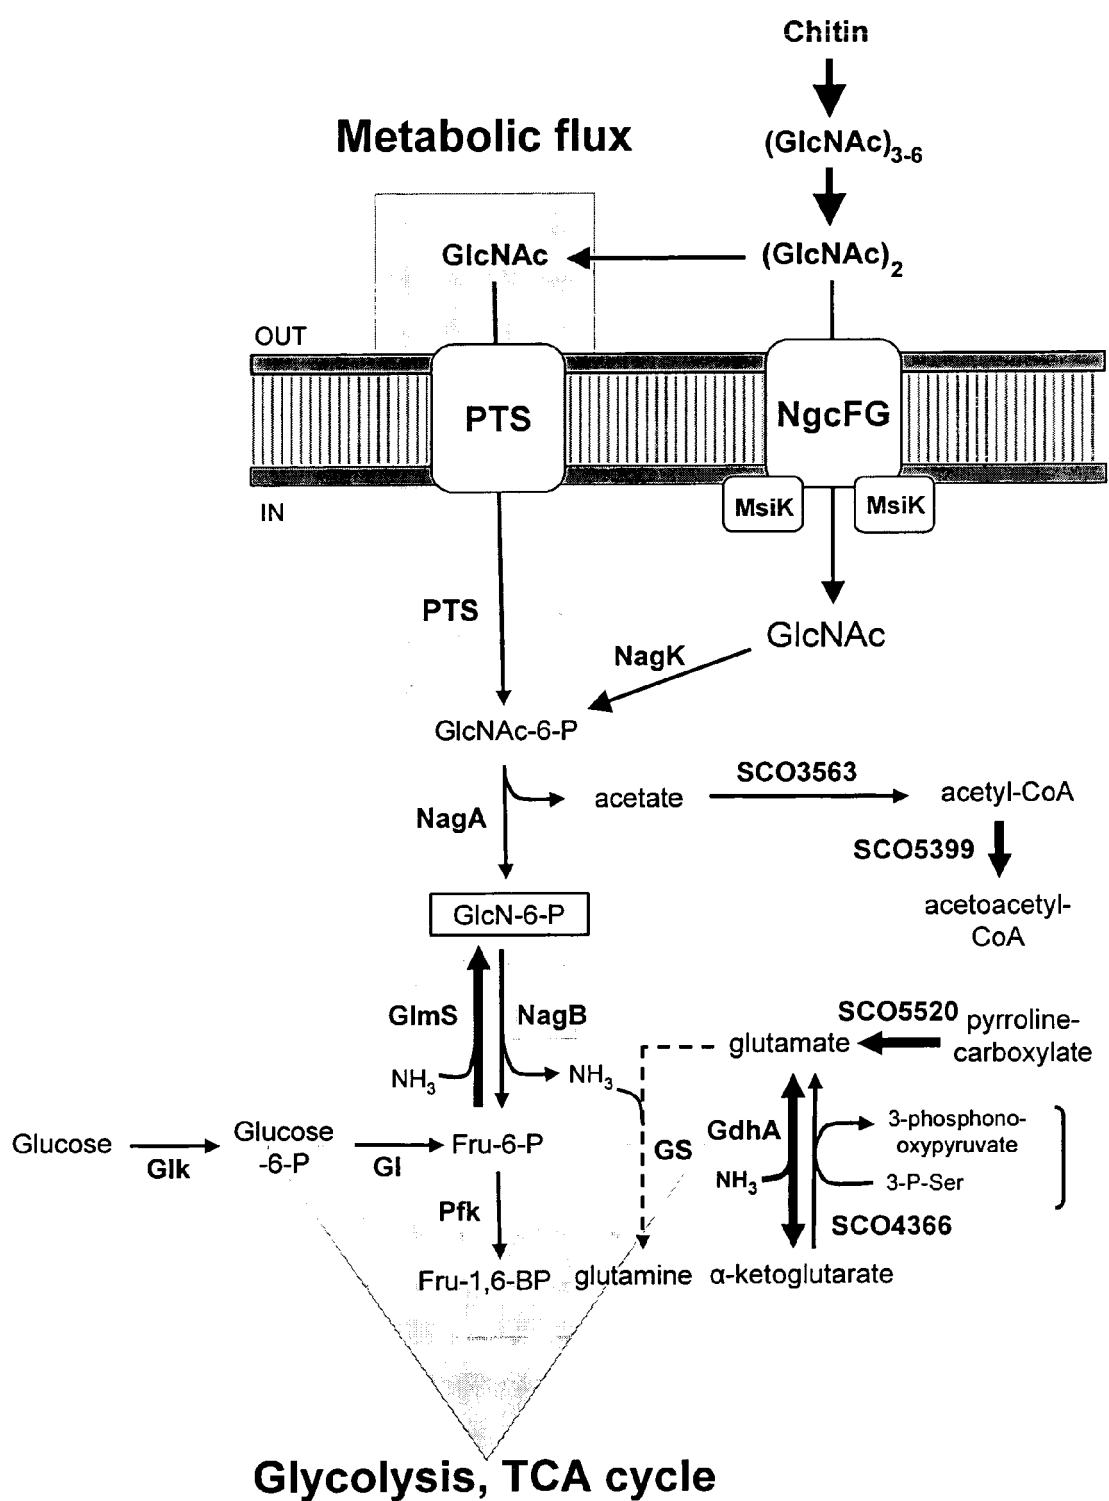 Chitin
Metabolic flux
(GlcNAc)3-6
GlcNAc
(GlcNAc)2
OUT
PTS
NgcFG
MsiK
MsiK
IN
PTS
GlcNAc
NagK
GlcNAc-6-P
SCO3563
acetate
acetyl-CoA
NagA
SCO5399
GlcN-6-P
acetoacetyl-
CoA
GlmS
NagB
SCO5520
glutamate
pyrroline-
carboxylate
NH3
NH3
Glucose
Glk
Glucose
-6-P
GI
Fru-6-P
GS
GdhA
3-phosphono-
oxypyruvate
NH3
3-P-Ser
Pfk
SCO4366
Fru-1,6-BP
glutamine
α-ketoglutarate
Glycolysis, TCA cycle